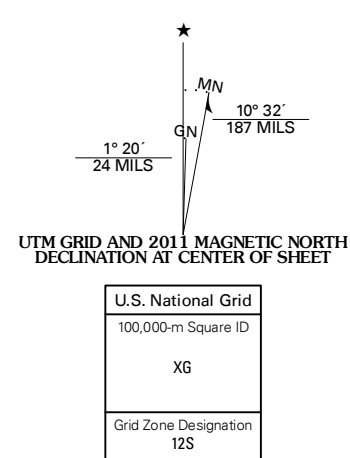 ★
MN
GN
10° 32´
187 MILS
1° 20´
24 MILS
UTM GRID AND 2011 MAGNETIC NORTH
DECLINATION AT CENTER OF SHEET
U.S. National Grid
100,000-m Square ID
XG
Grid Zone Designation
12S